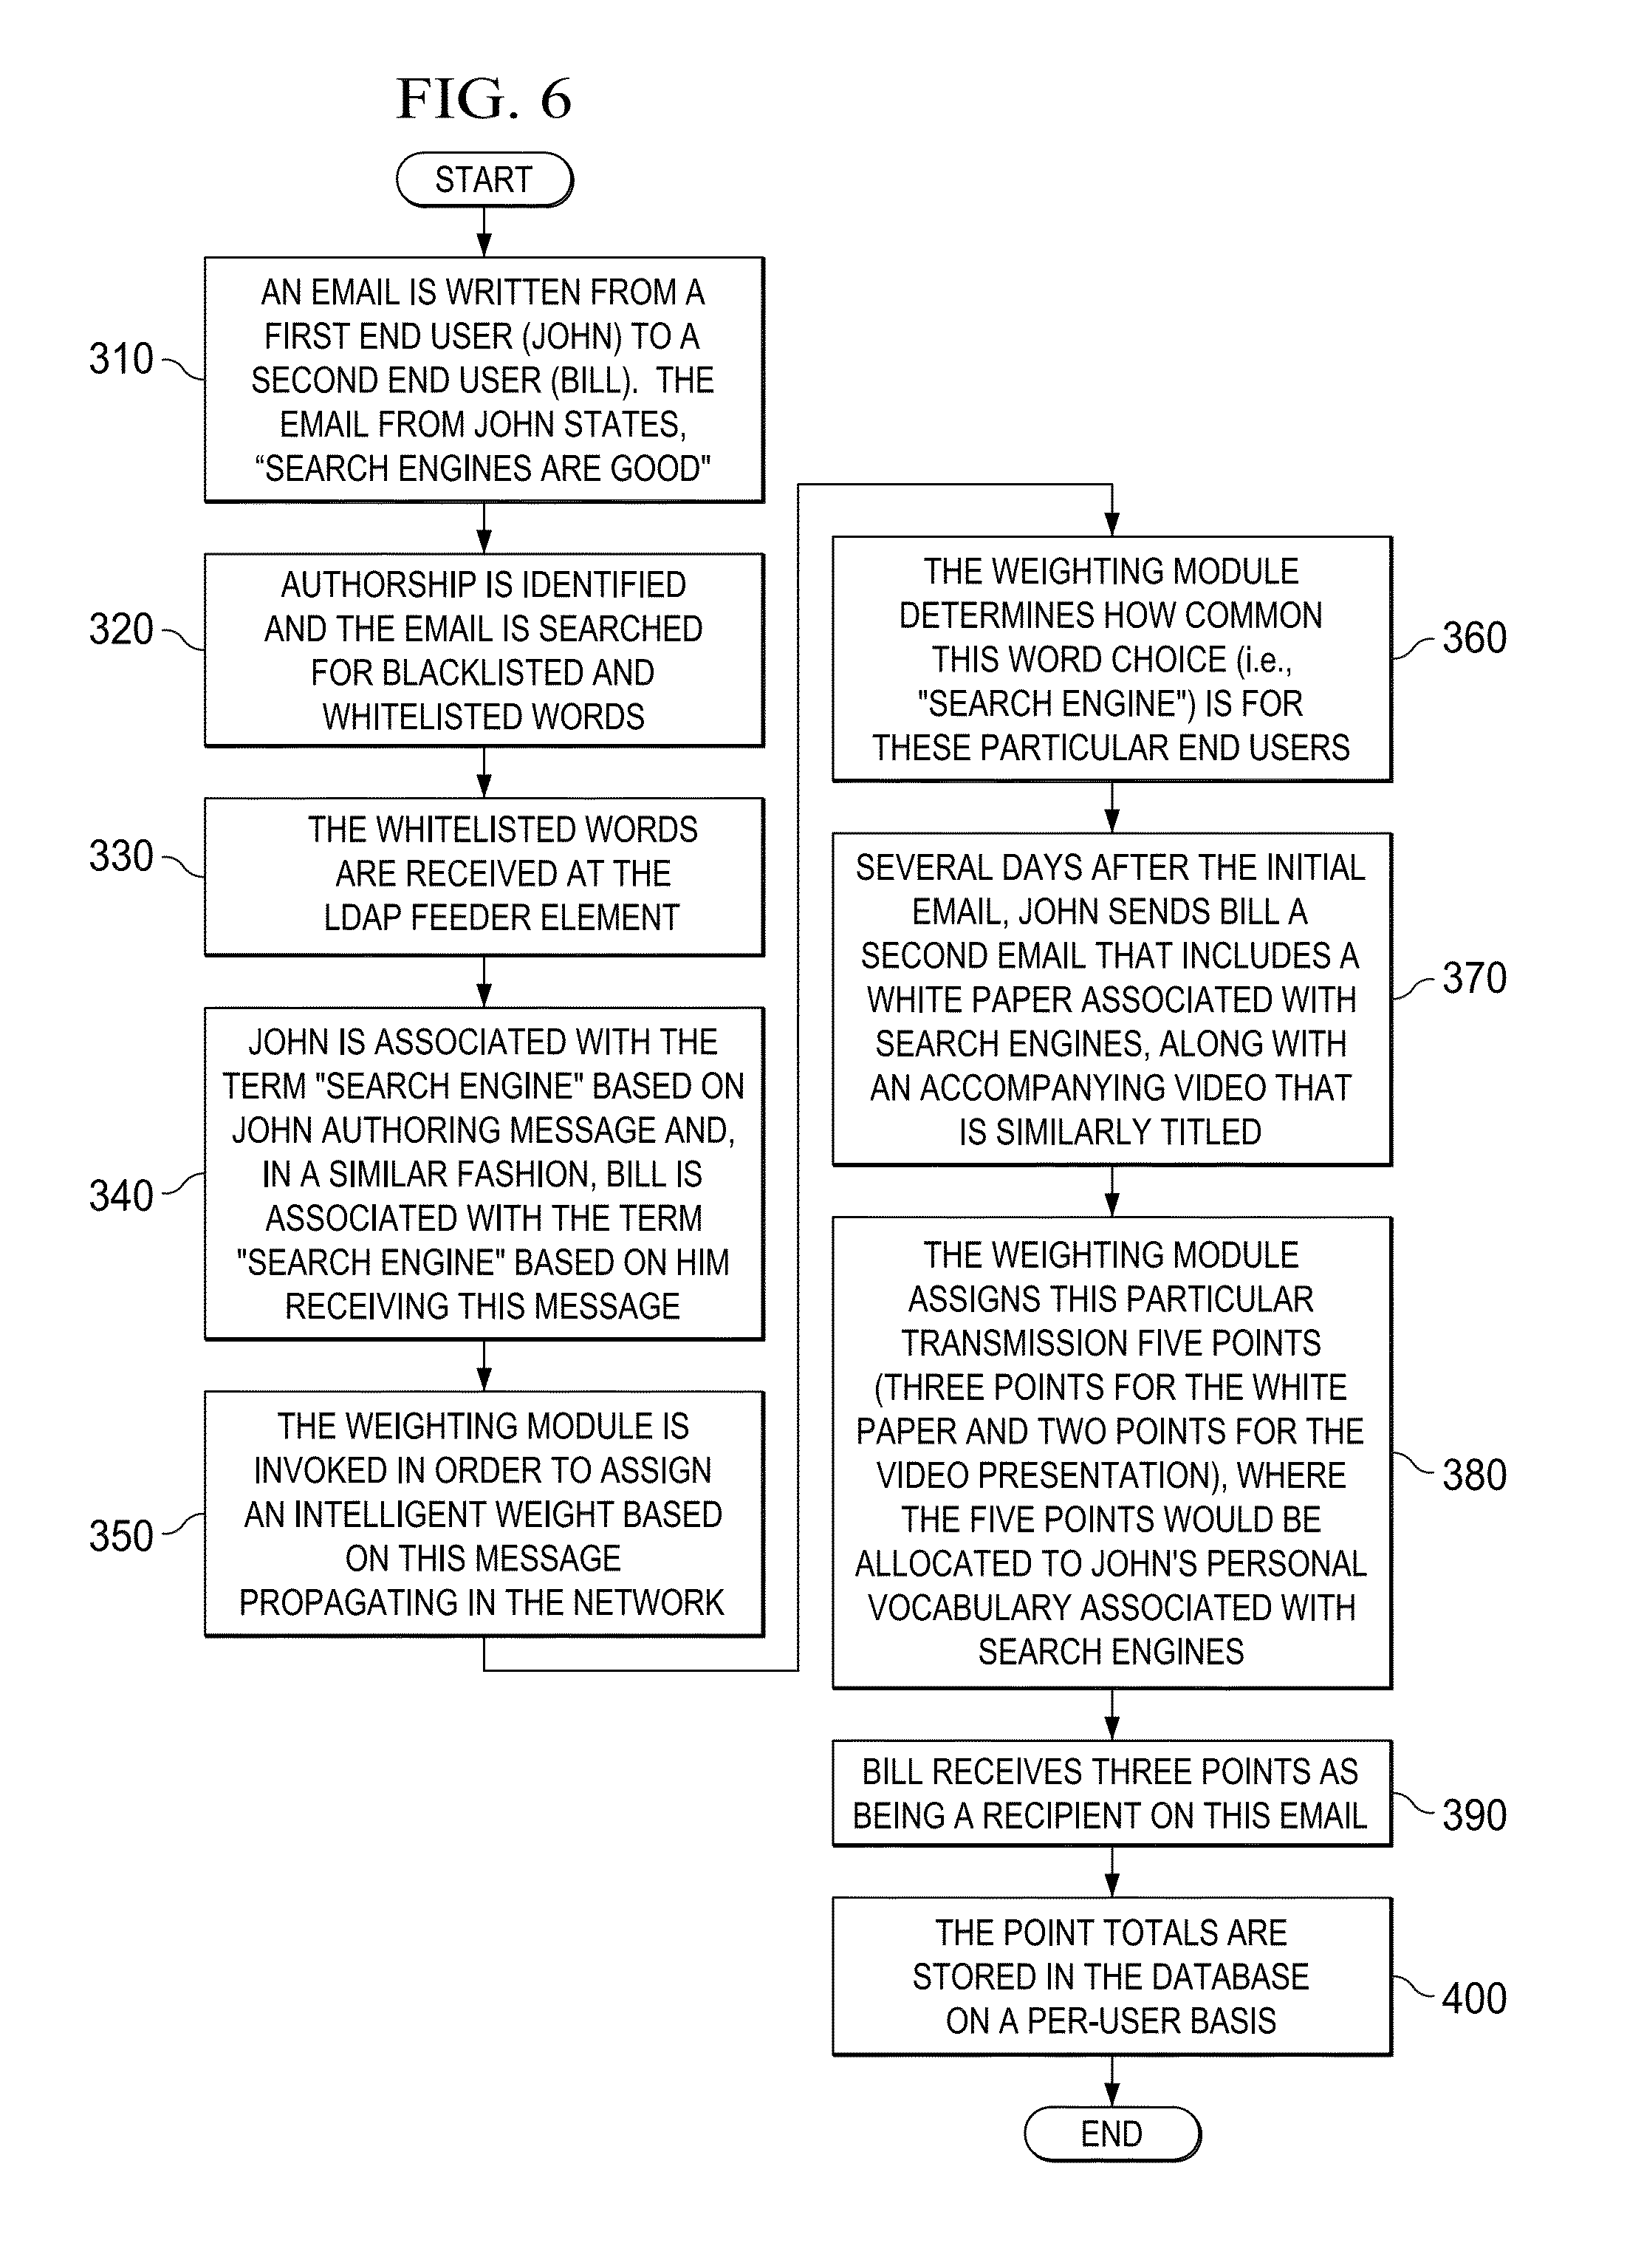 FIG. 6
START
310
AN EMAIL IS WRITTEN FROM A
FIRST END USER (JOHN) TO A
SECOND END USER (BILL).  THE
EMAIL FROM JOHN STATES,
“SEARCH ENGINES ARE GOOD"
320
AUTHORSHIP IS IDENTIFIED
AND THE EMAIL IS SEARCHED
FOR BLACKLISTED AND
WHITELISTED WORDS
330
THE WHITELISTED WORDS
ARE RECEIVED AT THE
LDAP FEEDER ELEMENT
340
JOHN IS ASSOCIATED WITH THE
TERM "SEARCH ENGINE" BASED ON
JOHN AUTHORING MESSAGE AND,
IN A SIMILAR FASHION, BILL IS
ASSOCIATED WITH THE TERM
"SEARCH ENGINE" BASED ON HIM
RECEIVING THIS MESSAGE
350
THE WEIGHTING MODULE IS
INVOKED IN ORDER TO ASSIGN
AN INTELLIGENT WEIGHT BASED
ON THIS MESSAGE
PROPAGATING IN THE NETWORK
THE WEIGHTING MODULE
DETERMINES HOW COMMON
THIS WORD CHOICE (i.e.,
"SEARCH ENGINE") IS FOR
THESE PARTICULAR END USERS
360
SEVERAL DAYS AFTER THE INITIAL
EMAIL, JOHN SENDS BILL A
SECOND EMAIL THAT INCLUDES A
WHITE PAPER ASSOCIATED WITH
SEARCH ENGINES, ALONG WITH
AN ACCOMPANYING VIDEO THAT
IS SIMILARLY TITLED
370
THE WEIGHTING MODULE
ASSIGNS THIS PARTICULAR
TRANSMISSION FIVE POINTS
(THREE POINTS FOR THE WHITE
PAPER AND TWO POINTS FOR THE
VIDEO PRESENTATION), WHERE
THE FIVE POINTS WOULD BE
ALLOCATED TO JOHN'S PERSONAL
VOCABULARY ASSOCIATED WITH
SEARCH ENGINES
380
BILL RECEIVES THREE POINTS AS
BEING A RECIPIENT ON THIS EMAIL
390
THE POINT TOTALS ARE
STORED IN THE DATABASE
ON A PER-USER BASIS
400
END